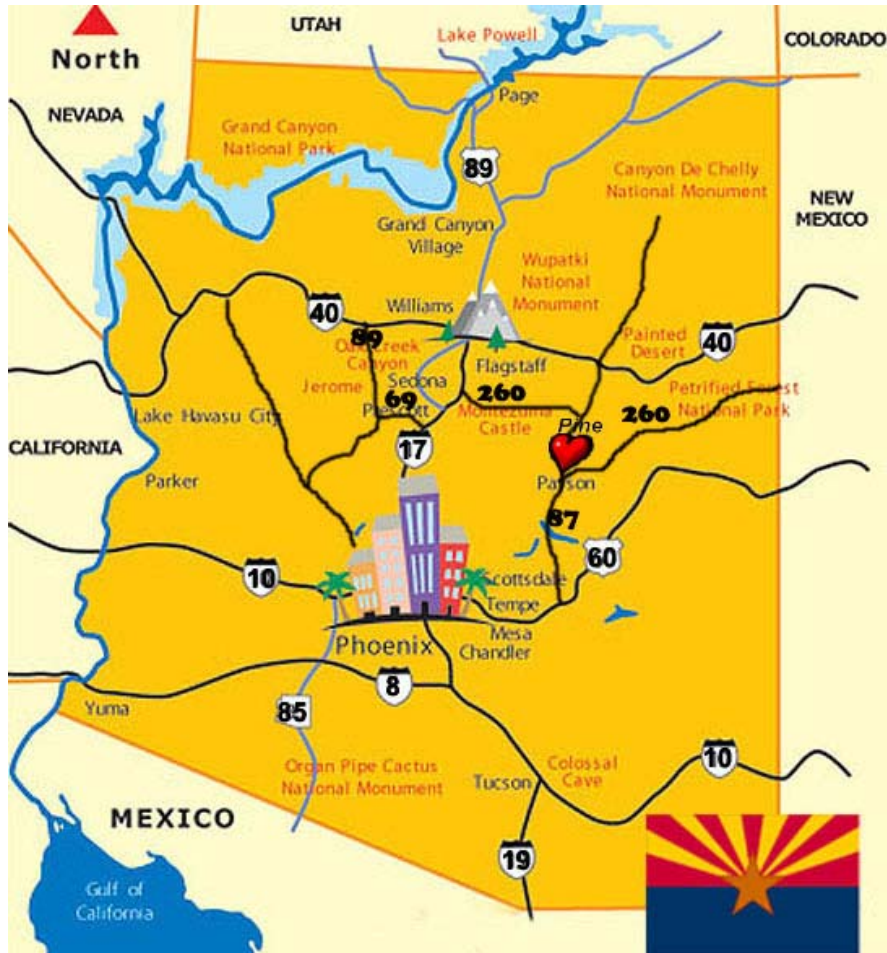 UTAH
Lake Powell
COLORADO
North
NEVADA
Page
Grand Canyon
National Park
89
Canyon De Chelly
National Monument
NEW
MEXICO
Grand Canyon
Village
Wupatki
National
Monument
Williams
40
89
Oak Creek
Canyon
Painted
Desert
40
Flagstaff
Sedona
Jerome
69
Prescott
260
Montezuma
Castle
Petrified Forest
National Park
260
Lake Havasu City
Pine
CALIFORNIA
17
Parker
Payson
87
60
10
Scottsdale
Tempe
Mesa
Chandler
Phoenix
8
Yuma
85
Organ Pipe Cactus
National Monument
Tucson
Colossal
Cave
10
MEXICO
19
Gulf of
California